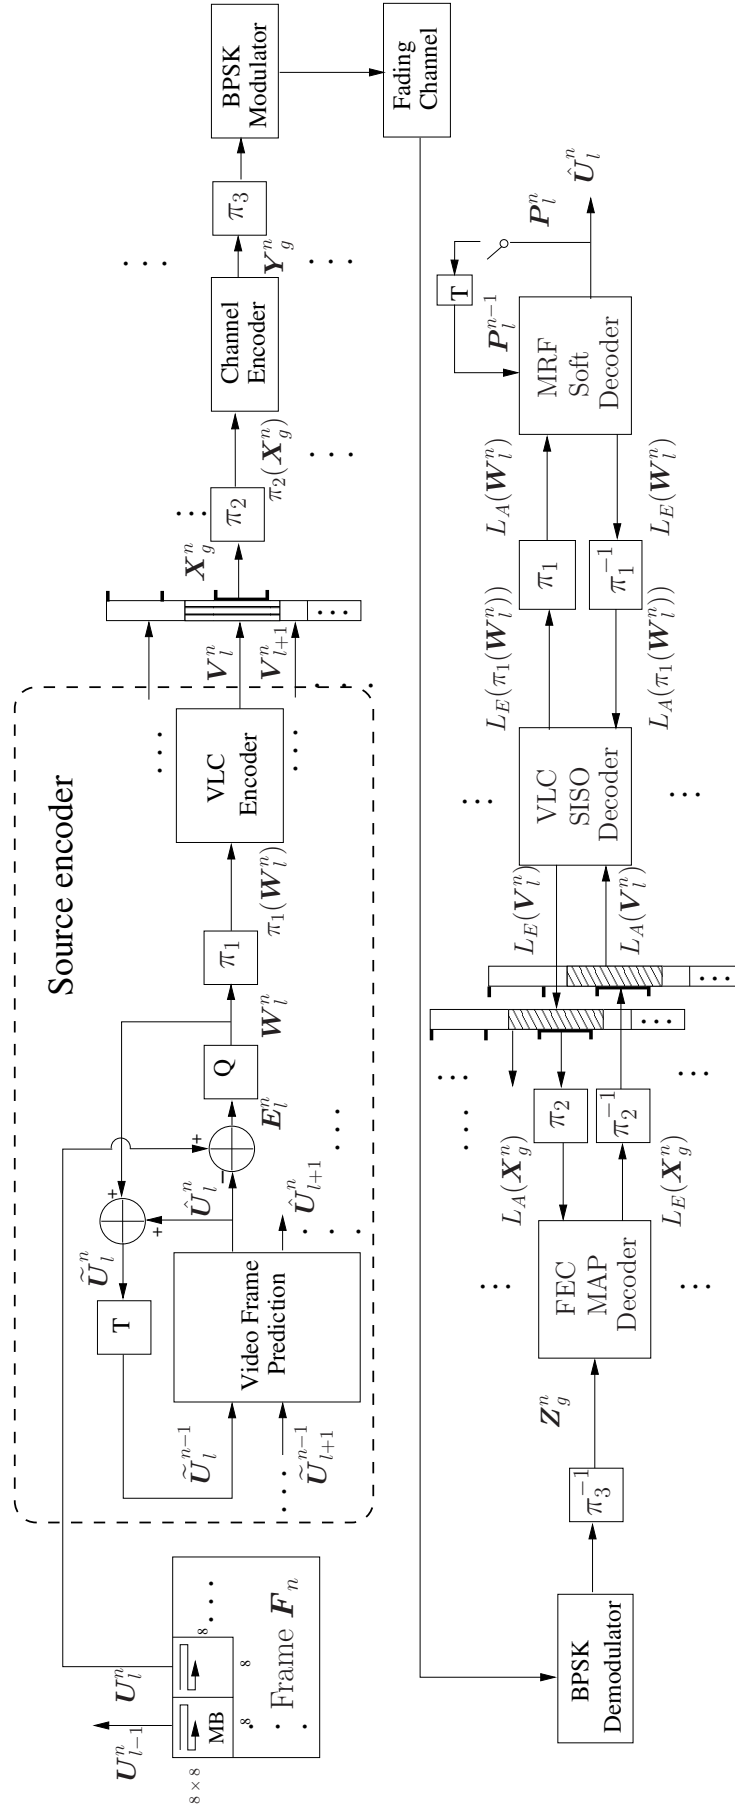 Source encoder
U_{l-1}^n
U_l^n
8 × 8
MB
8
8
8
Frame F_n
Ũ_l^n
T
Ũ_l^{n-1}
Ũ_{l+1}^{n-1}
Video Frame
Prediction
Û_l^n
Û_{l+1}^n
+
+
+
−
E_l^n
Q
W_l^n
π_1
π_1(W_l^n)
VLC
Encoder
V_l^n
V_{l+1}^n
X_g^n
π_2
π_2(X_g^n)
Channel
Encoder
Y_g^n
π_3
BPSK
Modulator
Fading
Channel
BPSK
Demodulator
π_3^{-1}
Z_g^n
FEC
MAP
Decoder
L_A(X_g^n)
L_E(X_g^n)
π_2
π_2^{-1}
L_E(V_l^n)
L_A(V_l^n)
VLC
SISO
Decoder
L_E(π_1(W_l^n))
L_A(π_1(W_l^n))
π_1
π_1^{-1}
L_A(W_l^n)
L_E(W_l^n)
MRF
Soft
Decoder
P_l^{n-1}
T
P_l^n
Û_l^n